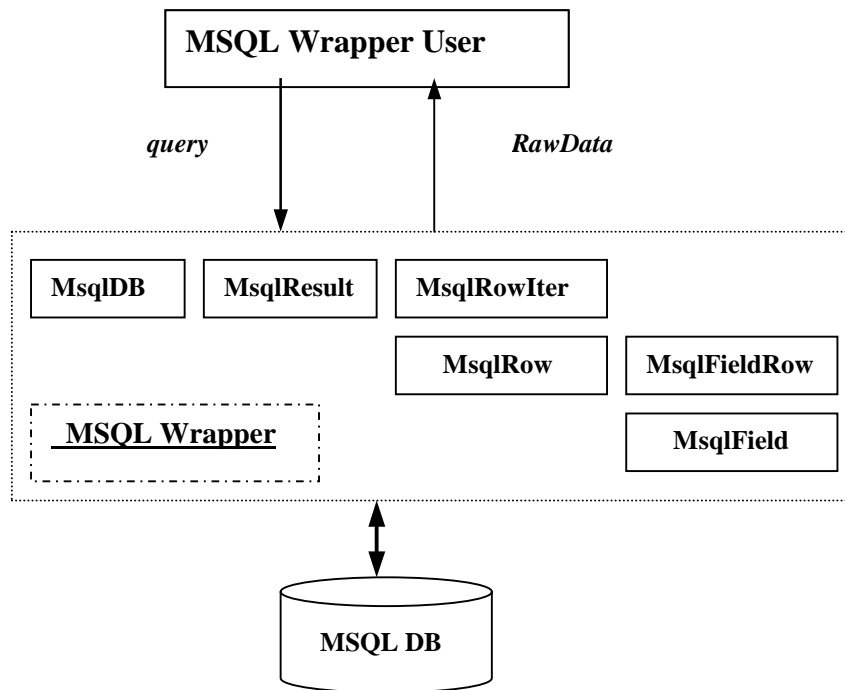 MSQL Wrapper User
query
RawData
MsqlDB
MsqlResult
MsqlRowIter
MsqlRow
MsqlFieldRow
MSQL Wrapper
MsqlField
MSQL DB